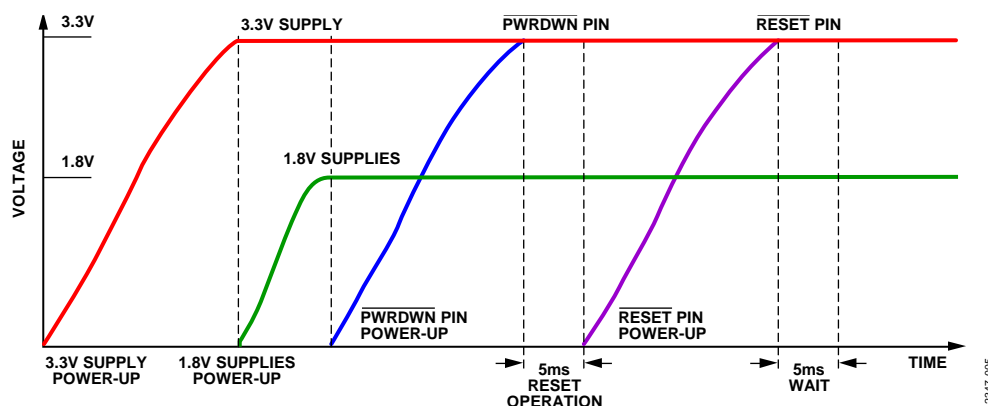 3.3V
3.3V SUPPLY
PWRDWN PIN
RESET PIN
1.8V
1.8V SUPPLIES
VOLTAGE
PWRDWN PIN
POWER-UP
RESET PIN
POWER-UP
3.3V SUPPLY
POWER-UP
1.8V SUPPLIES
POWER-UP
5ms
RESET
OPERATION
5ms
WAIT
TIME